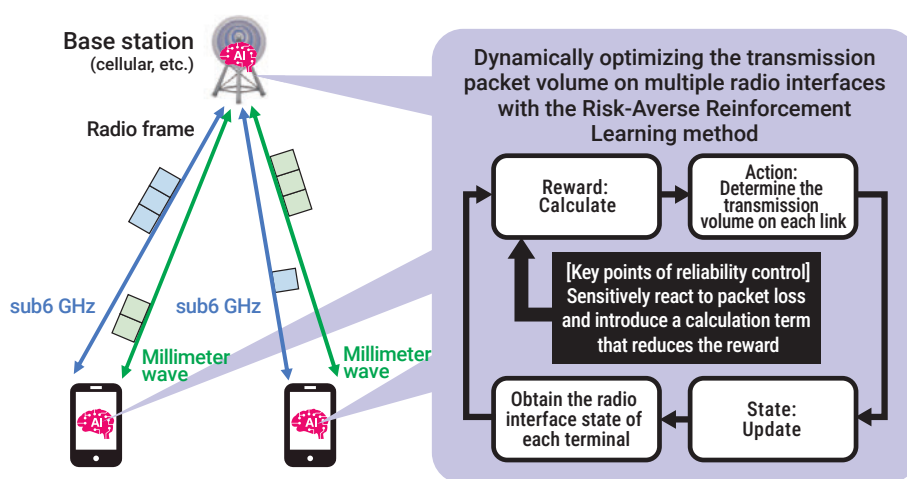 Base station
(cellular, etc.)
AI
Radio frame
sub6 GHz
sub6 GHz
Millimeter
wave
Millimeter
wave
AI
AI
Dynamically optimizing the transmission
packet volume on multiple radio interfaces
with the Risk-Averse Reinforcement
Learning method
Reward:
Calculate
Action:
Determine the
transmission
volume on each link
[Key points of reliability control]
Sensitively react to packet loss
and introduce a calculation term
that reduces the reward
Obtain the radio
interface state of
each terminal
State:
Update